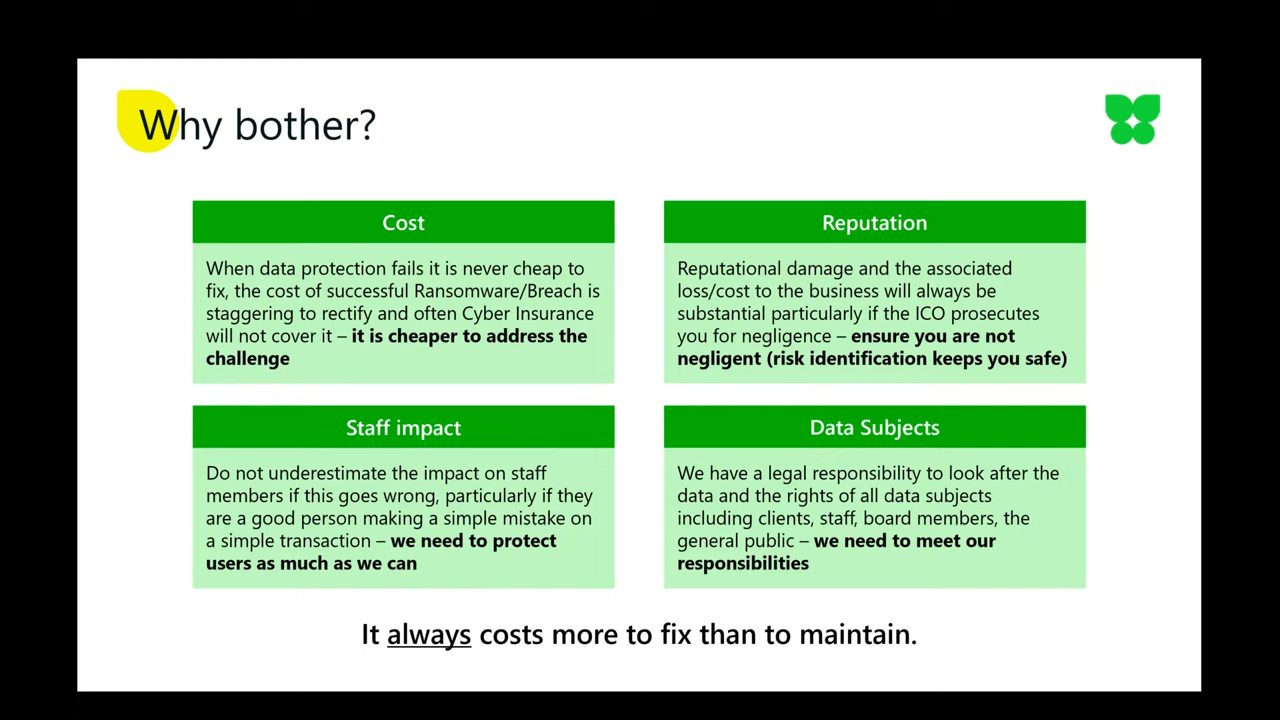 Why bother?
Cost
When data protection fails it is never cheap to
fix, the cost of successful Ransomware/Breach is
staggering to rectify and often Cyber Insurance
will not cover it – it is cheaper to address the
challenge
Reputation
Reputational damage and the associated
loss/cost to the business will always be
substantial particularly if the ICO prosecutes
you for negligence – ensure you are not
negligent (risk identification keeps you safe)
Staff impact
Do not underestimate the impact on staff
members if this goes wrong, particularly if they
are a good person making a simple mistake on
a simple transaction – we need to protect
users as much as we can
Data Subjects
We have a legal responsibility to look after the
data and the rights of all data subjects
including clients, staff, board members, the
general public – we need to meet our
responsibilities
It always costs more to fix than to maintain.